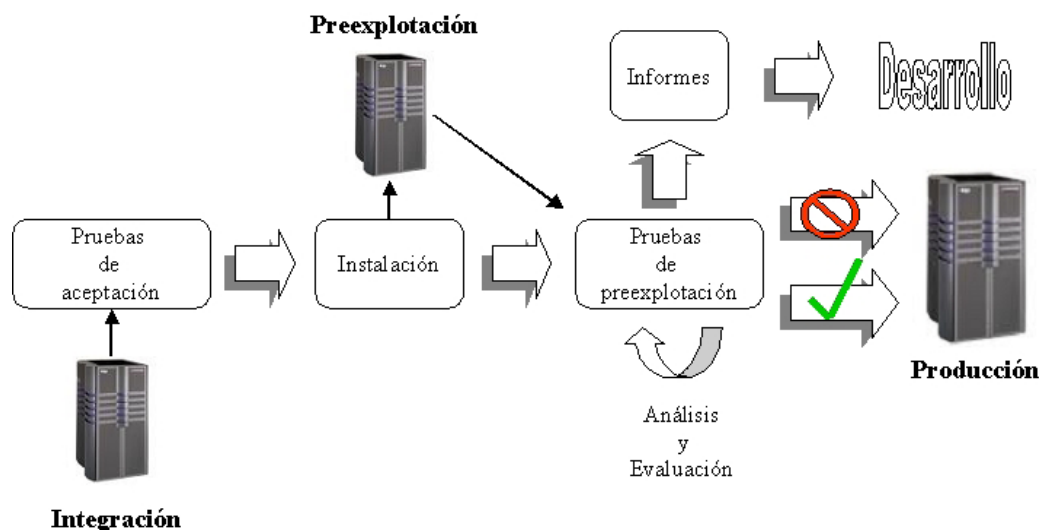 Preexplotación
Informes
Desarrollo
Pruebas
de
aceptación
Instalación
Pruebas
de
preexplotación
Producción
Análisis
y
Evaluación
Integración